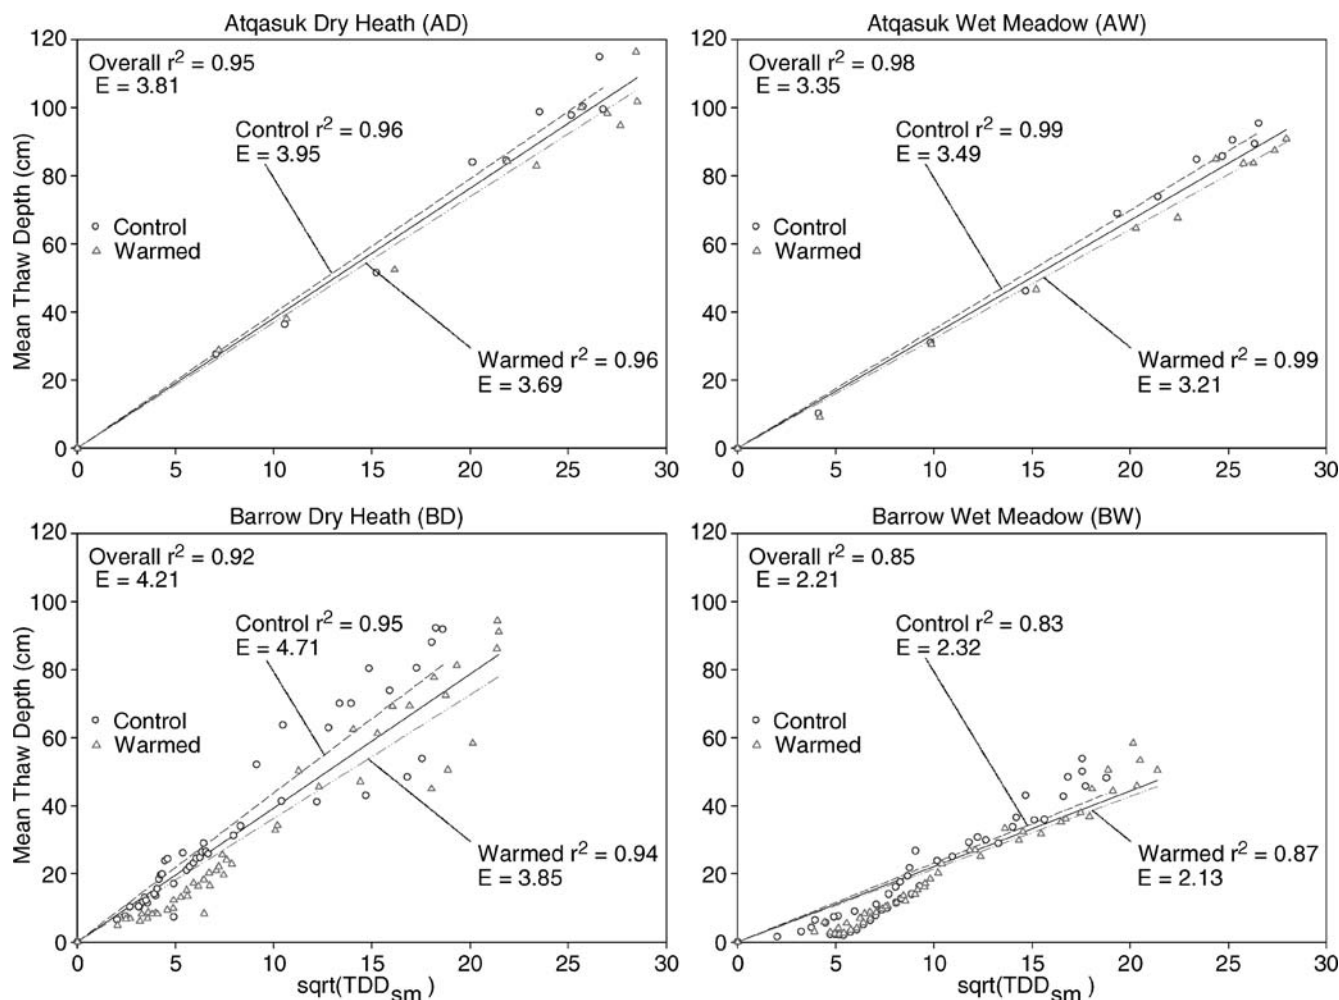 Atqasuk Dry Heath (AD)
120
100
80
60
40
20
0
Mean Thaw Depth (cm)
Overall r² = 0.95
E = 3.81
Control r² = 0.96
E = 3.95
Control
Warmed
Warmed r² = 0.96
E = 3.69
0 5 10 15 20 25 30
Atqasuk Wet Meadow (AW)
120
100
80
60
40
20
0
Overall r² = 0.98
E = 3.35
Control r² = 0.99
E = 3.49
Control
Warmed
Warmed r² = 0.99
E = 3.21
0 5 10 15 20 25 30
Barrow Dry Heath (BD)
120
100
80
60
40
20
0
Mean Thaw Depth (cm)
Overall r² = 0.92
E = 4.21
Control r² = 0.95
E = 4.71
Control
Warmed
Warmed r² = 0.94
E = 3.85
0 5 10 15 20 25 30
sqrt(TDDsm )
Barrow Wet Meadow (BW)
120
100
80
60
40
20
0
Overall r² = 0.85
E = 2.21
Control r² = 0.83
E = 2.32
Control
Warmed
Warmed r² = 0.87
E = 2.13
0 5 10 15 20 25 30
sqrt(TDDsm )